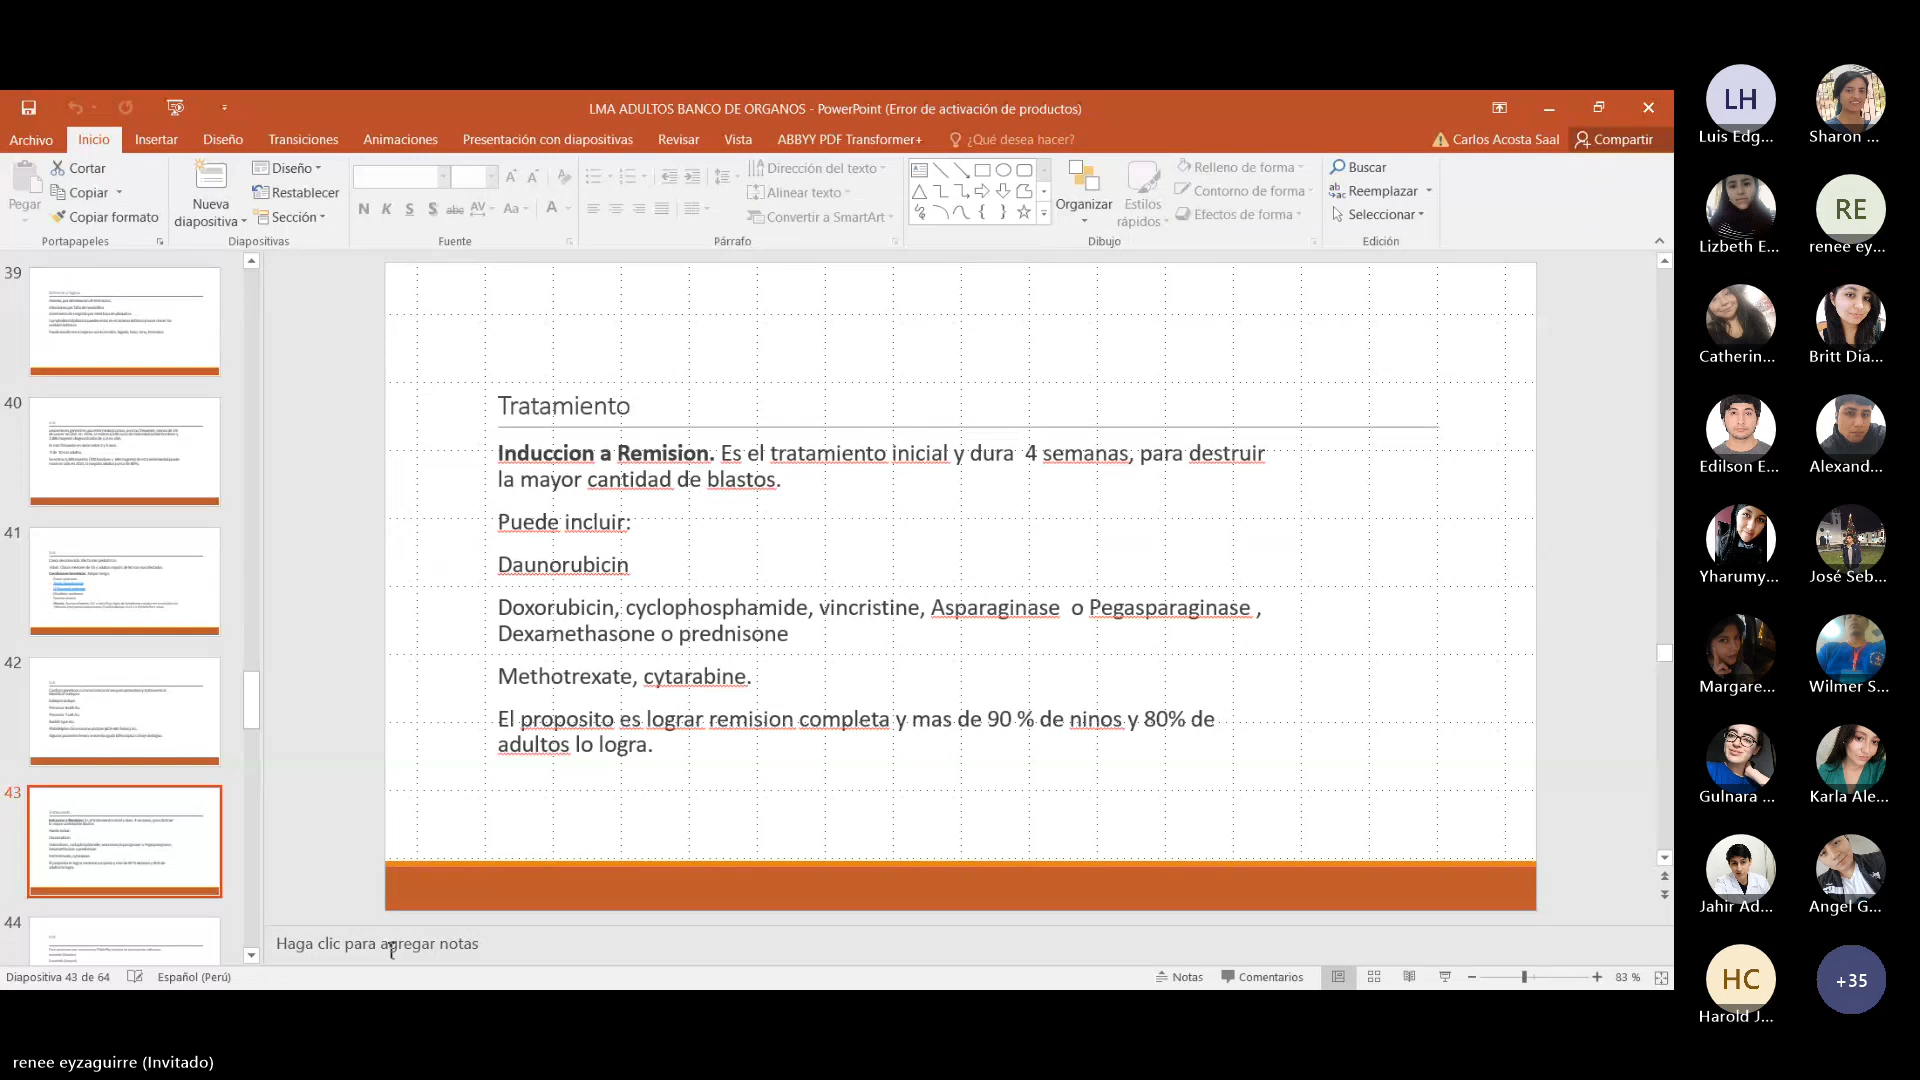 LMA ADULTOS BANCO DE ORGANOS - PowerPoint (Error de activación de productos)
Archivo Inicio Insertar Diseño Transiciones Animaciones Presentación con diapositivas Revisar Vista ABBYY PDF Transformer+ ¿Qué desea hacer? Carlos Acosta Saal Compartir
Pegar
Cortar
Copiar
Copiar formato
Portapapeles
Nueva diapositiva
Diseño
Restablecer
Sección
Diapositivas
N K S S abc AV Aa A
Fuente
Dirección del texto
Alinear texto
Convertir a SmartArt
Párrafo
Organizar
Estilos rápidos
Relleno de forma
Contorno de forma
Efectos de forma
Dibujo
Buscar
Reemplazar
Seleccionar
Edición
39
40
41
42
43
44
Tratamiento
Induccion a Remision. Es el tratamiento inicial y dura 4 semanas, para destruir
la mayor cantidad de blastos.
Puede incluir:
Daunorubicin
Doxorubicin, cyclophosphamide, vincristine, Asparaginase o Pegasparaginase ,
Dexamethasone o prednisone
Methotrexate, cytarabine.
El proposito es lograr remision completa y mas de 90 % de ninos y 80% de
adultos lo logra.
Haga clic para agregar notas
Diapositiva 43 de 64 Español (Perú) Notas Comentarios 83 %
LH
Luis Edg...
Sharon ...
Lizbeth E...
RE
renee ey...
Catherin...
Britt Dia...
Edilson E...
Alexand...
Yharumy...
José Seb...
Margare...
Wilmer S...
Gulnara ...
Karla Ale...
Jahir Ad...
Angel G...
HC
Harold J...
+35
renee eyzaguirre (Invitado)